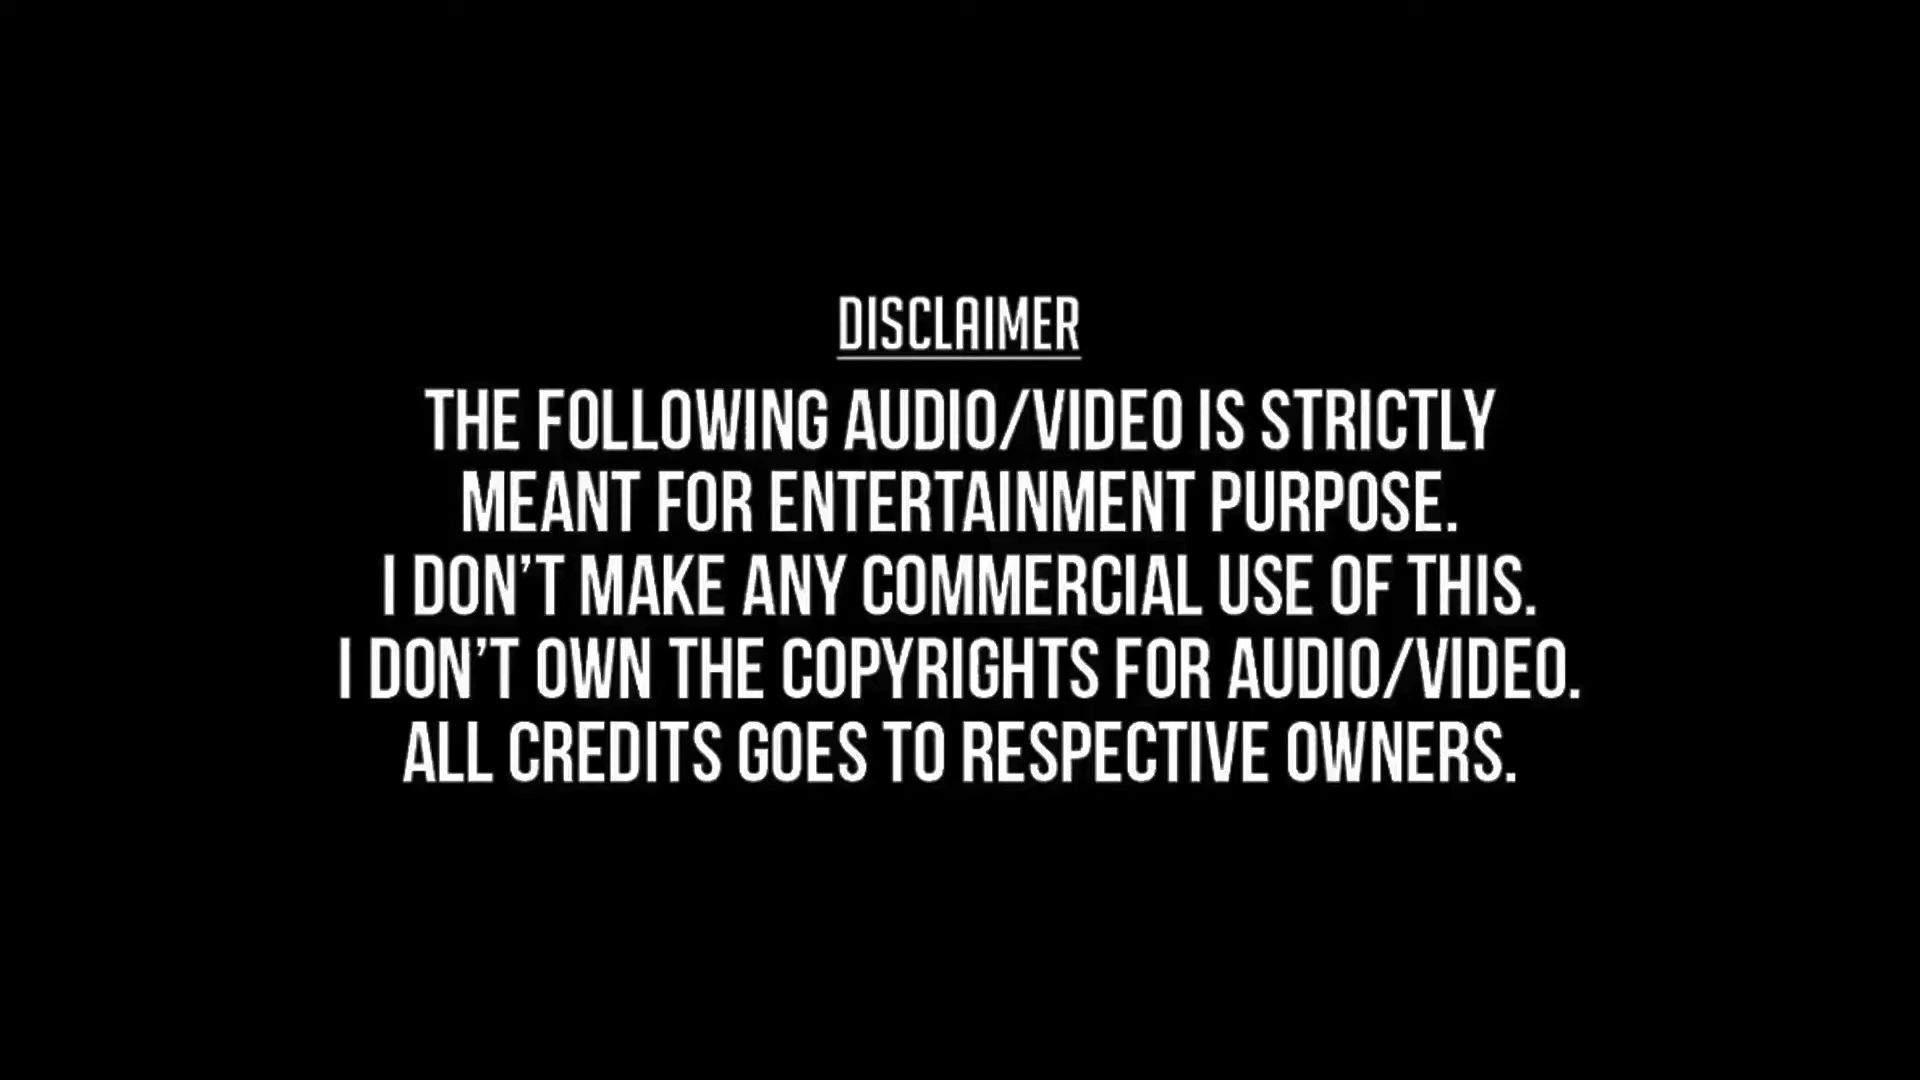 DISCLAIMER
THE FOLLOWING AUDIO/VIDEO IS STRICTLY
MEANT FOR ENTERTAINMENT PURPOSE.
I DON’T MAKE ANY COMMERCIAL USE OF THIS.
I DON’T OWN THE COPYRIGHTS FOR AUDIO/VIDEO.
ALL CREDITS GOES TO RESPECTIVE OWNERS.